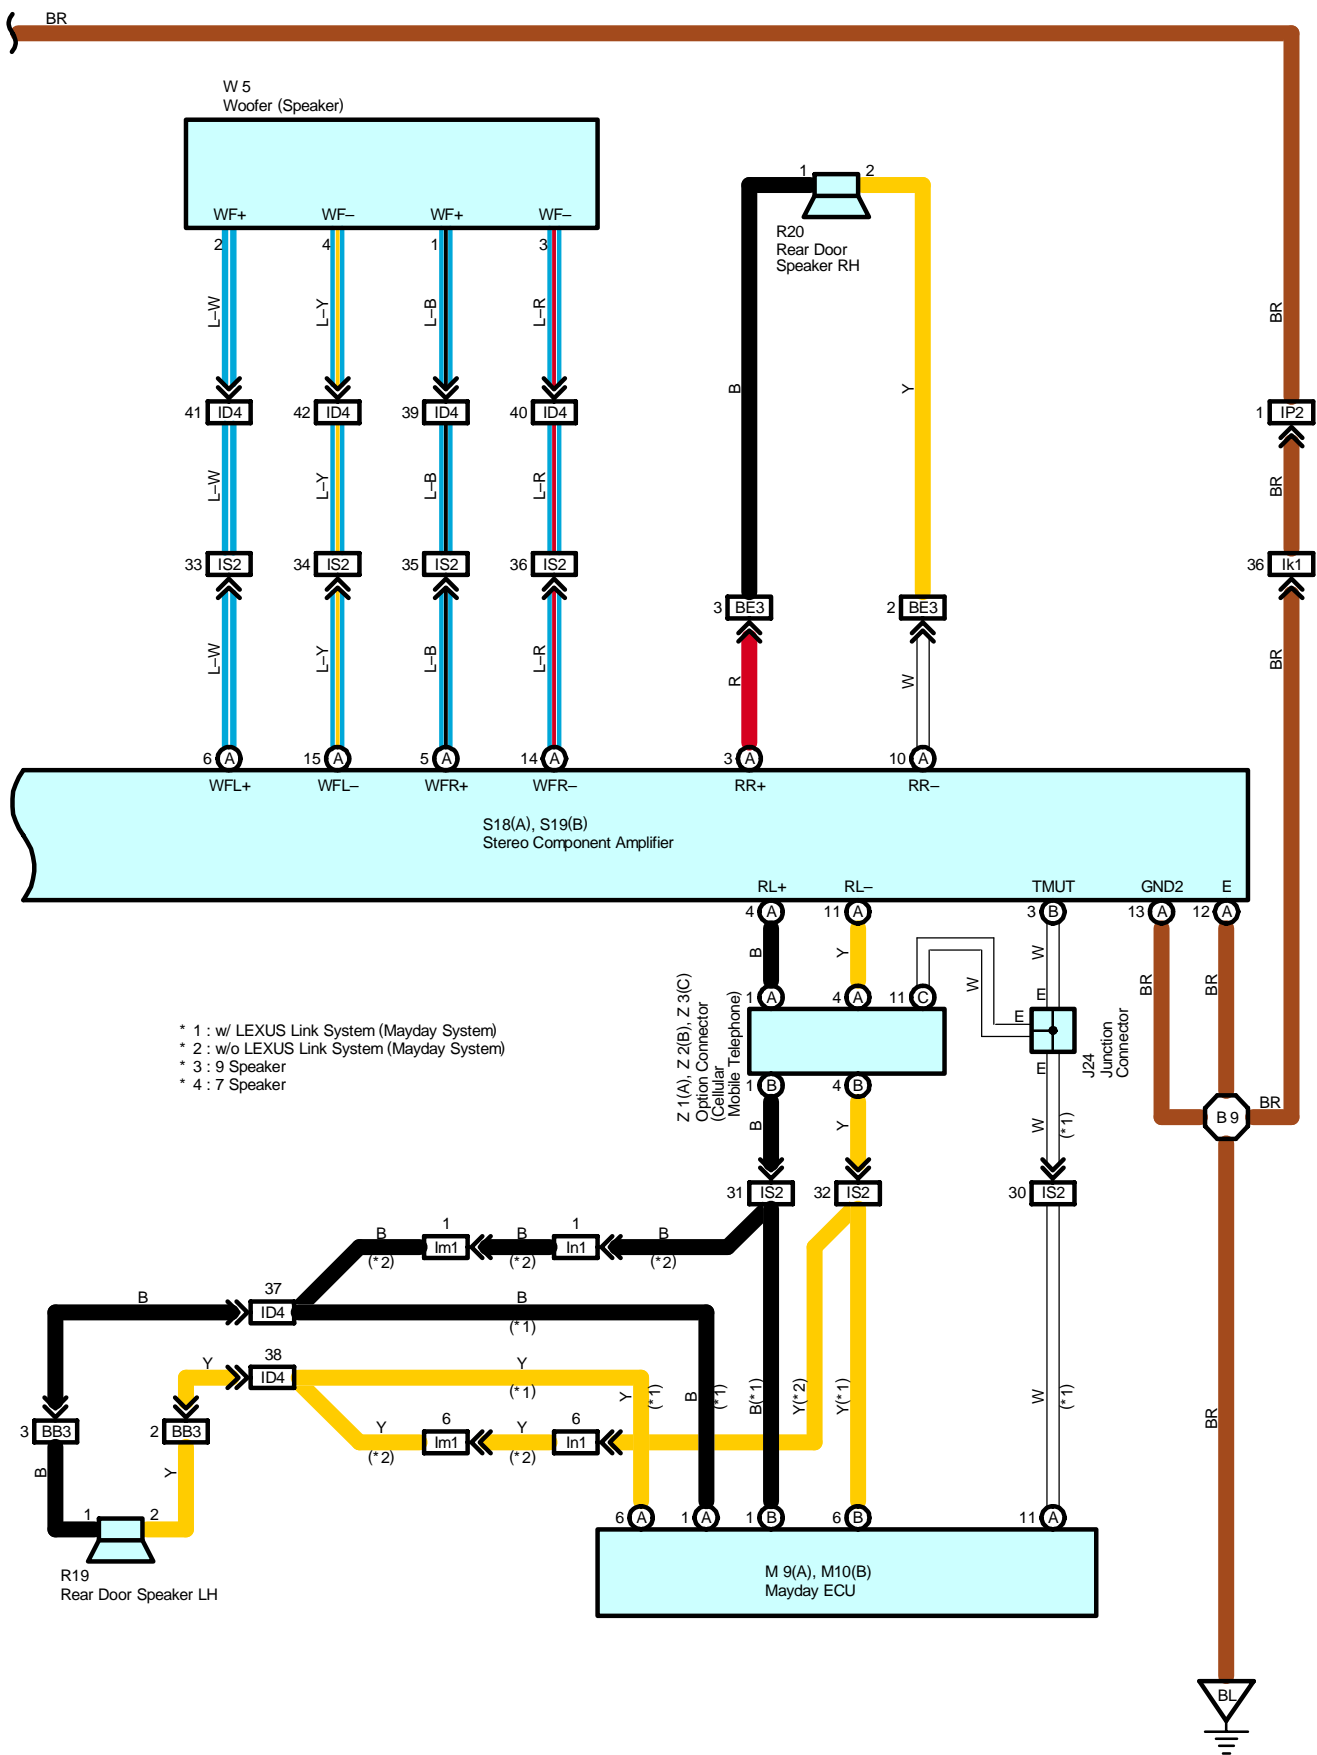 BR
W 5
Woofer (Speaker)
WF+ WF– WF+ WF–
2 4 1 3
L–W L–Y L–B L–R
1 2
R20
Rear Door
Speaker RH
B Y
BR
41 ID4 42 ID4 39 ID4 40 ID4
1 IP2
L–W L–Y L–B L–R
BR
33 IS2 34 IS2 35 IS2 36 IS2
36 Ik1
3 BE3 2 BE3
L–W L–Y L–B L–R
R W
BR
6 A 15 A 5 A 14 A 3 A 10 A
WFL+ WFL– WFR+ WFR– RR+ RR–
S18(A), S19(B)
Stereo Component Amplifier
RL+ RL– TMUT GND2 E
4 A 11 A 3 B 13 A 12 A
B Y W W BR BR
1 A 4 A 11 C
E
E
E
Z 1(A), Z 2(B), Z 3(C)
Option Connector
(Cellular
Mobile Telephone)
J24
Junction
Connector
* 1 : w/ LEXUS Link System (Mayday System)
* 2 : w/o LEXUS Link System (Mayday System)
* 3 : 9 Speaker
* 4 : 7 Speaker
1 B 4 B
B Y W (*1)
B 9
BR
31 IS2 32 IS2 30 IS2
B (*2) 1 Im1 B (*2) 1 In1 B (*2)
B 37 ID4 B (*1)
Y 38 ID4 Y (*1)
Y (*1) B (*1) B(*1) Y(*2) Y(*1) W (*1)
BR
3 BB3 2 BB3
Y (*2) 6 Im1 Y (*2) 6 In1
B Y
1 2
R19
Rear Door Speaker LH
6 A 1 A 1 B 6 B 11 A
M 9(A), M10(B)
Mayday ECU
BL